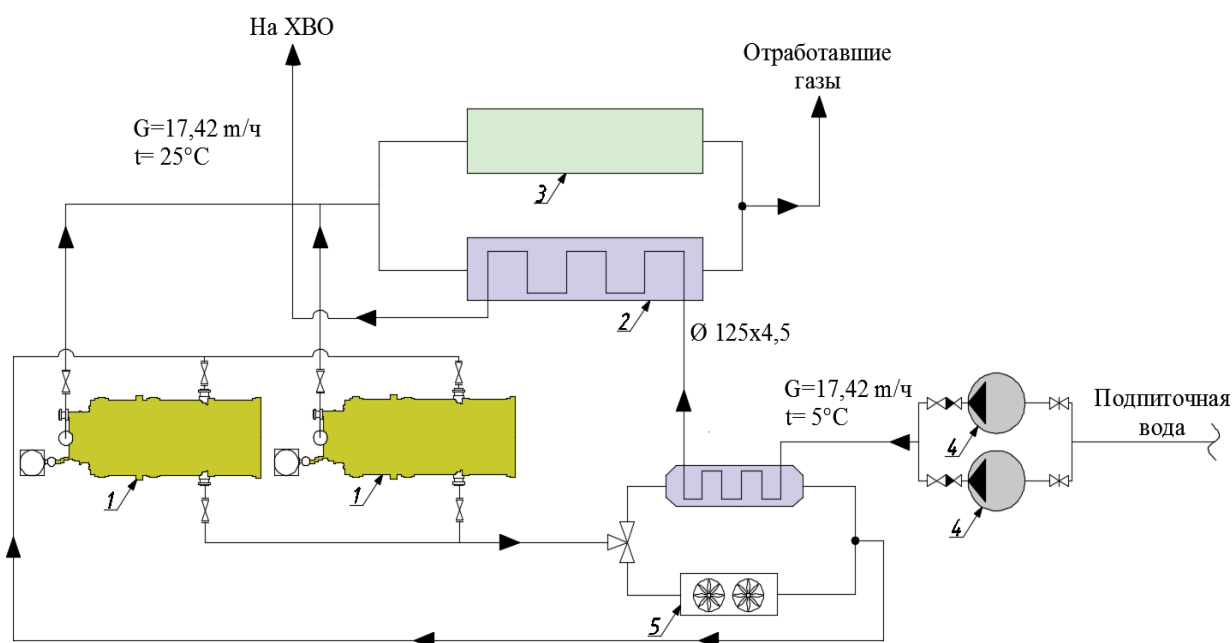 На ХВО
Отработавшие
газы
G=17,42 т/ч
t= 25°C
3
2
Ø 125x4,5
G=17,42 т/ч
t= 5°C
Подпиточная
вода
4
4
1
1
5